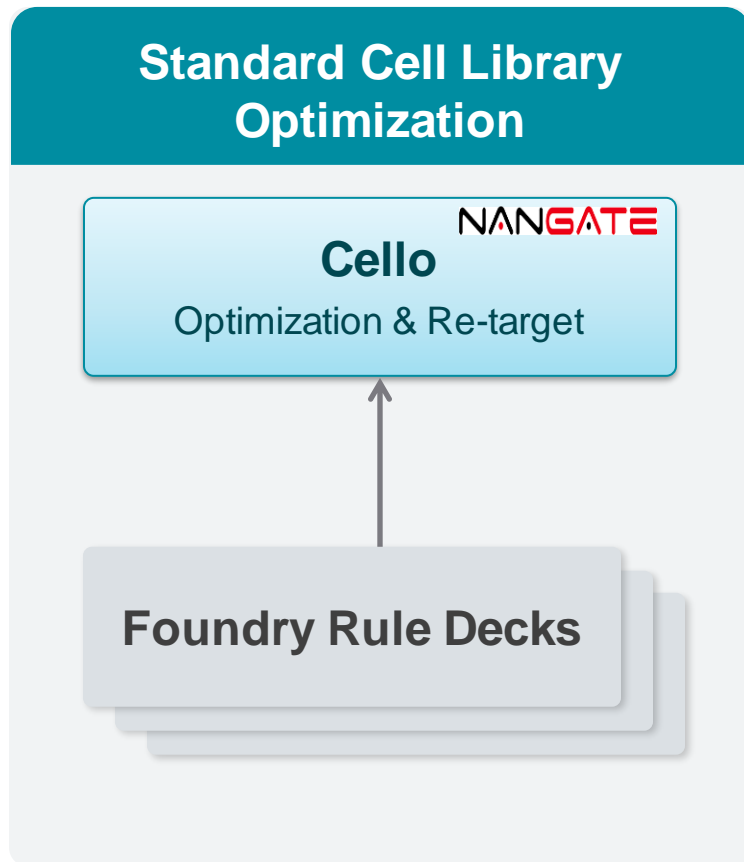 Standard Cell Library
Optimization
NANGATE
Cello
Optimization & Re-target
Foundry Rule Decks